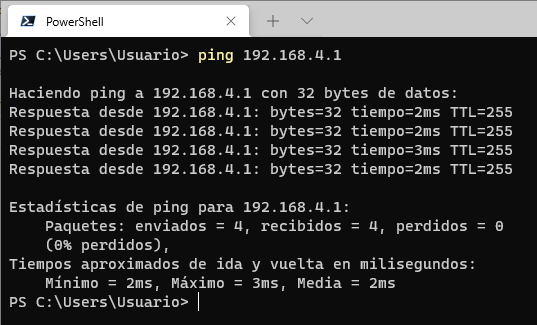 PowerShell
PS C:\Users\Usuario> ping 192.168.4.1
Haciendo ping a 192.168.4.1 con 32 bytes de datos:
Respuesta desde 192.168.4.1: bytes=32 tiempo=2ms TTL=255
Respuesta desde 192.168.4.1: bytes=32 tiempo=2ms TTL=255
Respuesta desde 192.168.4.1: bytes=32 tiempo=3ms TTL=255
Respuesta desde 192.168.4.1: bytes=32 tiempo=2ms TTL=255
Estadísticas de ping para 192.168.4.1:
Paquetes: enviados = 4, recibidos = 4, perdidos = 0
(0% perdidos),
Tiempos aproximados de ida y vuelta en milisegundos:
Mínimo = 2ms, Máximo = 3ms, Media = 2ms
PS C:\Users\Usuario>